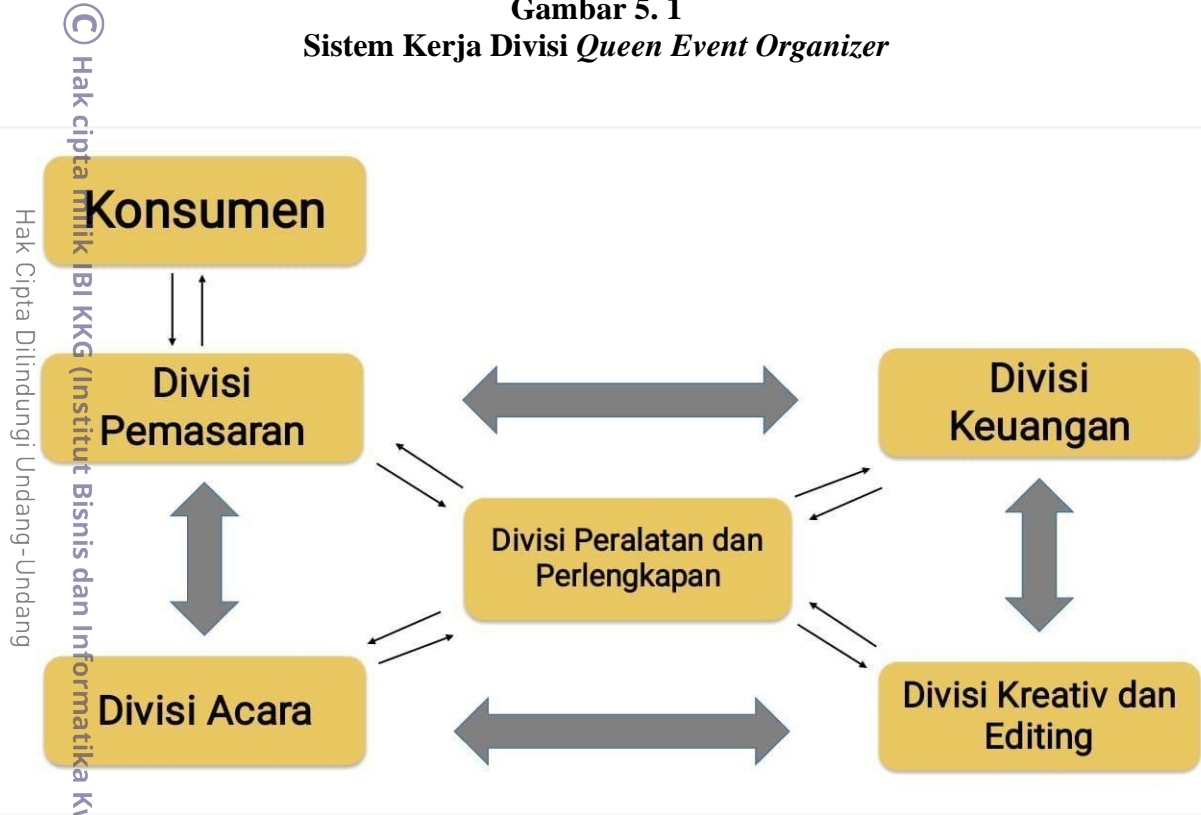 Gambar 5. 1
Sistem Kerja Divisi Queen Event Organizer
Konsumen
Divisi
Pemasaran
Divisi
Keuangan
Divisi Peralatan dan
Perlengkapan
Divisi Acara
Divisi Kreativ dan
Editing
© Hak cipta milik IBI KKG (Institut Bisnis dan Informatika
Hak Cipta Dilindungi Undang-Undang